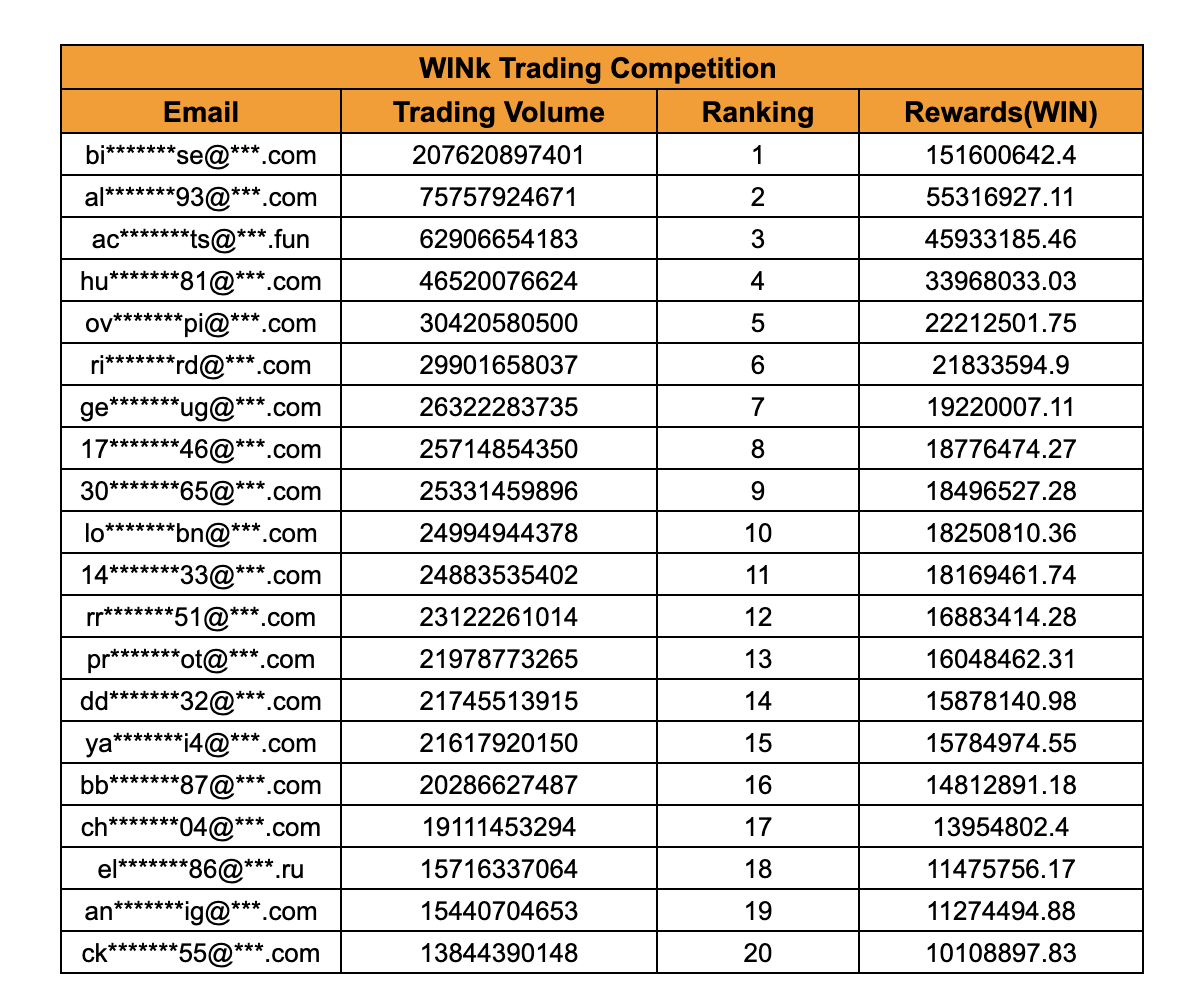 WINk Trading Competition
Email Trading Volume Ranking Rewards(WIN)
bi*******se@***.com 207620897401 1 151600642.4
al*******93@***.com 75757924671 2 55316927.11
ac*******ts@***.fun 62906654183 3 45933185.46
hu*******81@***.com 46520076624 4 33968033.03
ov*******pi@***.com 30420580500 5 22212501.75
ri*******rd@***.com 29901658037 6 21833594.9
ge*******ug@***.com 26322283735 7 19220007.11
17*******46@***.com 25714854350 8 18776474.27
30*******65@***.com 25331459896 9 18496527.28
lo*******bn@***.com 24994944378 10 18250810.36
14*******33@***.com 24883535402 11 18169461.74
rr*******51@***.com 23122261014 12 16883414.28
pr*******ot@***.com 21978773265 13 16048462.31
dd*******32@***.com 21745513915 14 15878140.98
ya*******i4@***.com 21617920150 15 15784974.55
bb*******87@***.com 20286627487 16 14812891.18
ch*******04@***.com 19111453294 17 13954802.4
el*******86@***.ru 15716337064 18 11475756.17
an*******ig@***.com 15440704653 19 11274494.88
ck*******55@***.com 13844390148 20 10108897.83